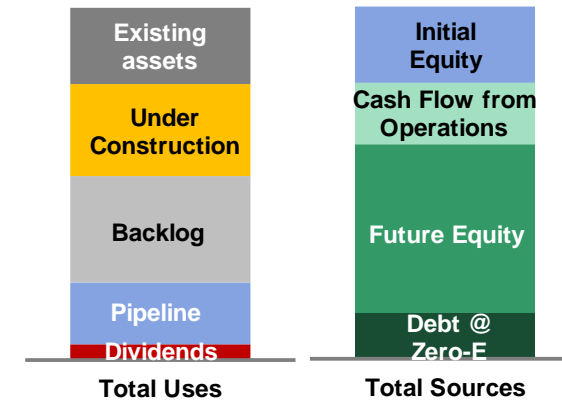 Existing
assets
Under
Construction
Backlog
Pipeline
Dividends
Total Uses
Initial
Equity
Cash Flow from
Operations
Future Equity
Debt @
Zero-E
Total Sources